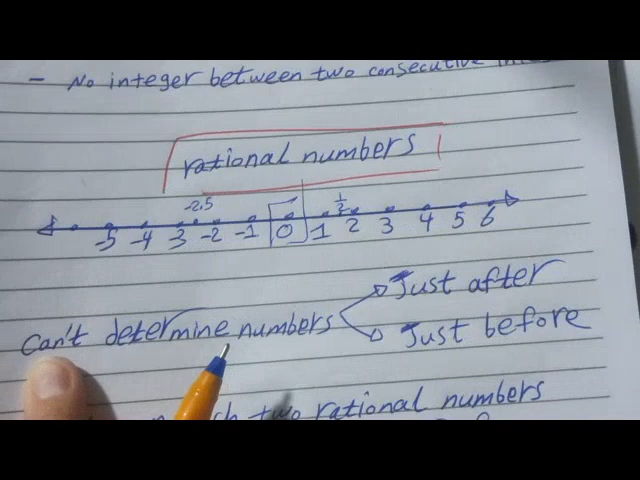 - No integer between two consecutive
rational numbers
-2.5 1/2
-5 -4 3 -2 -1 0 1 2 3 4 5 6
Just after
Can't determine numbers
Just before
two rational numbers